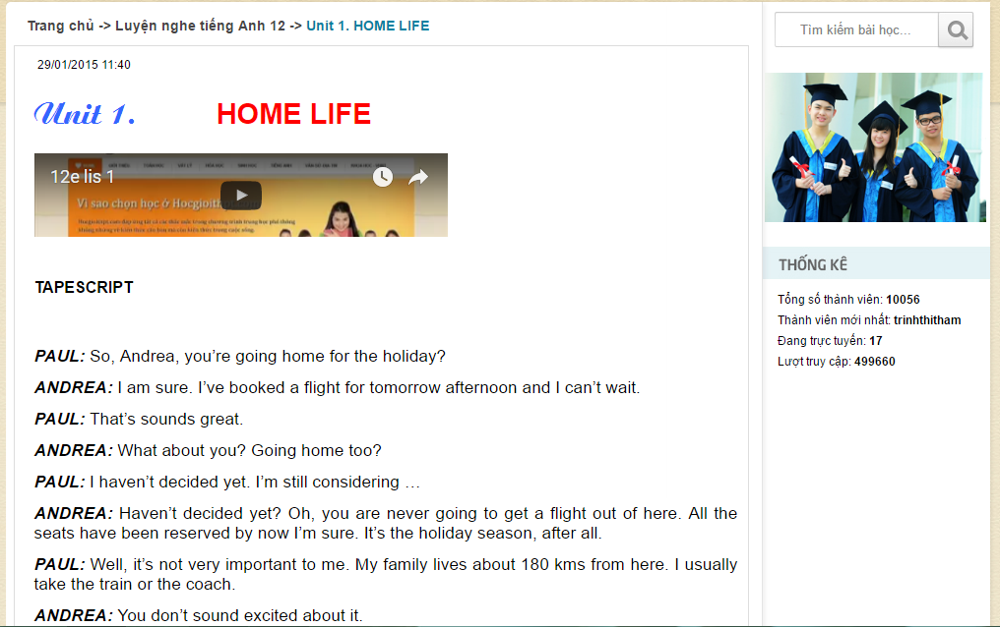 Trang chủ -> Luyện nghe tiếng Anh 12 -> Unit 1. HOME LIFE
29/01/2015 11:40
Unit 1. HOME LIFE
12e lis 1
Vì sao chọn học ở
TAPESCRIPT
PAUL: So, Andrea, you’re going home for the holiday?
ANDREA: I am sure. I’ve booked a flight for tomorrow afternoon and I can’t wait.
PAUL: That’s sounds great.
ANDREA: What about you? Going home too?
PAUL: I haven’t decided yet. I’m still considering …
ANDREA: Haven’t decided yet? Oh, you are never going to get a flight out of here. All the
seats have been reserved by now I’m sure. It’s the holiday season, after all.
PAUL: Well, it’s not very important to me. My family lives about 180 kms from here. I usually
take the train or the coach.
ANDREA: You don’t sound excited about it.
Tìm kiếm bài học...
THỐNG KÊ
Tổng số thành viên: 10056
Thành viên mới nhất: trinhthitham
Đang trực tuyến: 17
Lượt truy cập: 499660